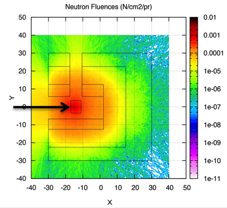 Neutron Fluences (N/cm2/pr)
50
40
30
20
10
0
-10
-20
-30
-40
Y
-40 -30 -20 -10 0 10 20 30 40 50
X
0.01
0.001
0.0001
1e-05
1e-06
1e-07
1e-08
1e-09
1e-10
1e-11